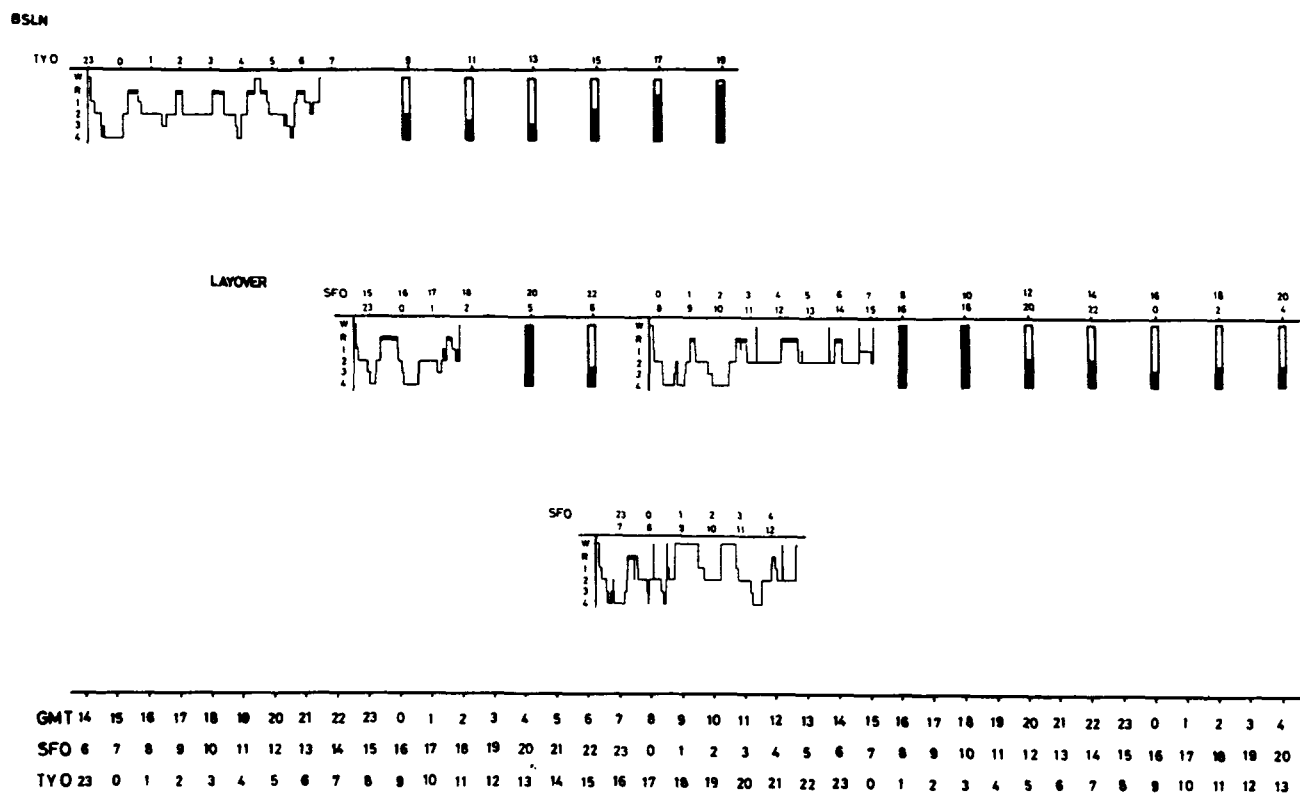 BSLN
TYO 23 0 1 2 3 4 5 6 7 9 11 13 15 17 19
W
R
1
2
3
4
LAYOVER
SFO 15 16 17 18 20 22 0 1 2 3 4 5 6 7 8 10 12 14 16 18 20
23 0 1 2 5 6 8 9 10 11 12 13 14 15 16 18 20 22 0 2 4
W
R
1
2
3
4
SFO 23 0 1 2 3 4
7 8 9 10 11 12
W
R
1
2
3
4
GMT 14 15 16 17 18 19 20 21 22 23 0 1 2 3 4 5 6 7 8 9 10 11 12 13 14 15 16 17 18 19 20 21 22 23 0 1 2 3 4
SFO 6 7 8 9 10 11 12 13 14 15 16 17 18 19 20 21 22 23 0 1 2 3 4 5 6 7 8 9 10 11 12 13 14 15 16 17 18 19 20
TYO 23 0 1 2 3 4 5 6 7 8 9 10 11 12 13 14 15 16 17 18 19 20 21 22 23 0 1 2 3 4 5 6 7 8 9 10 11 12 13